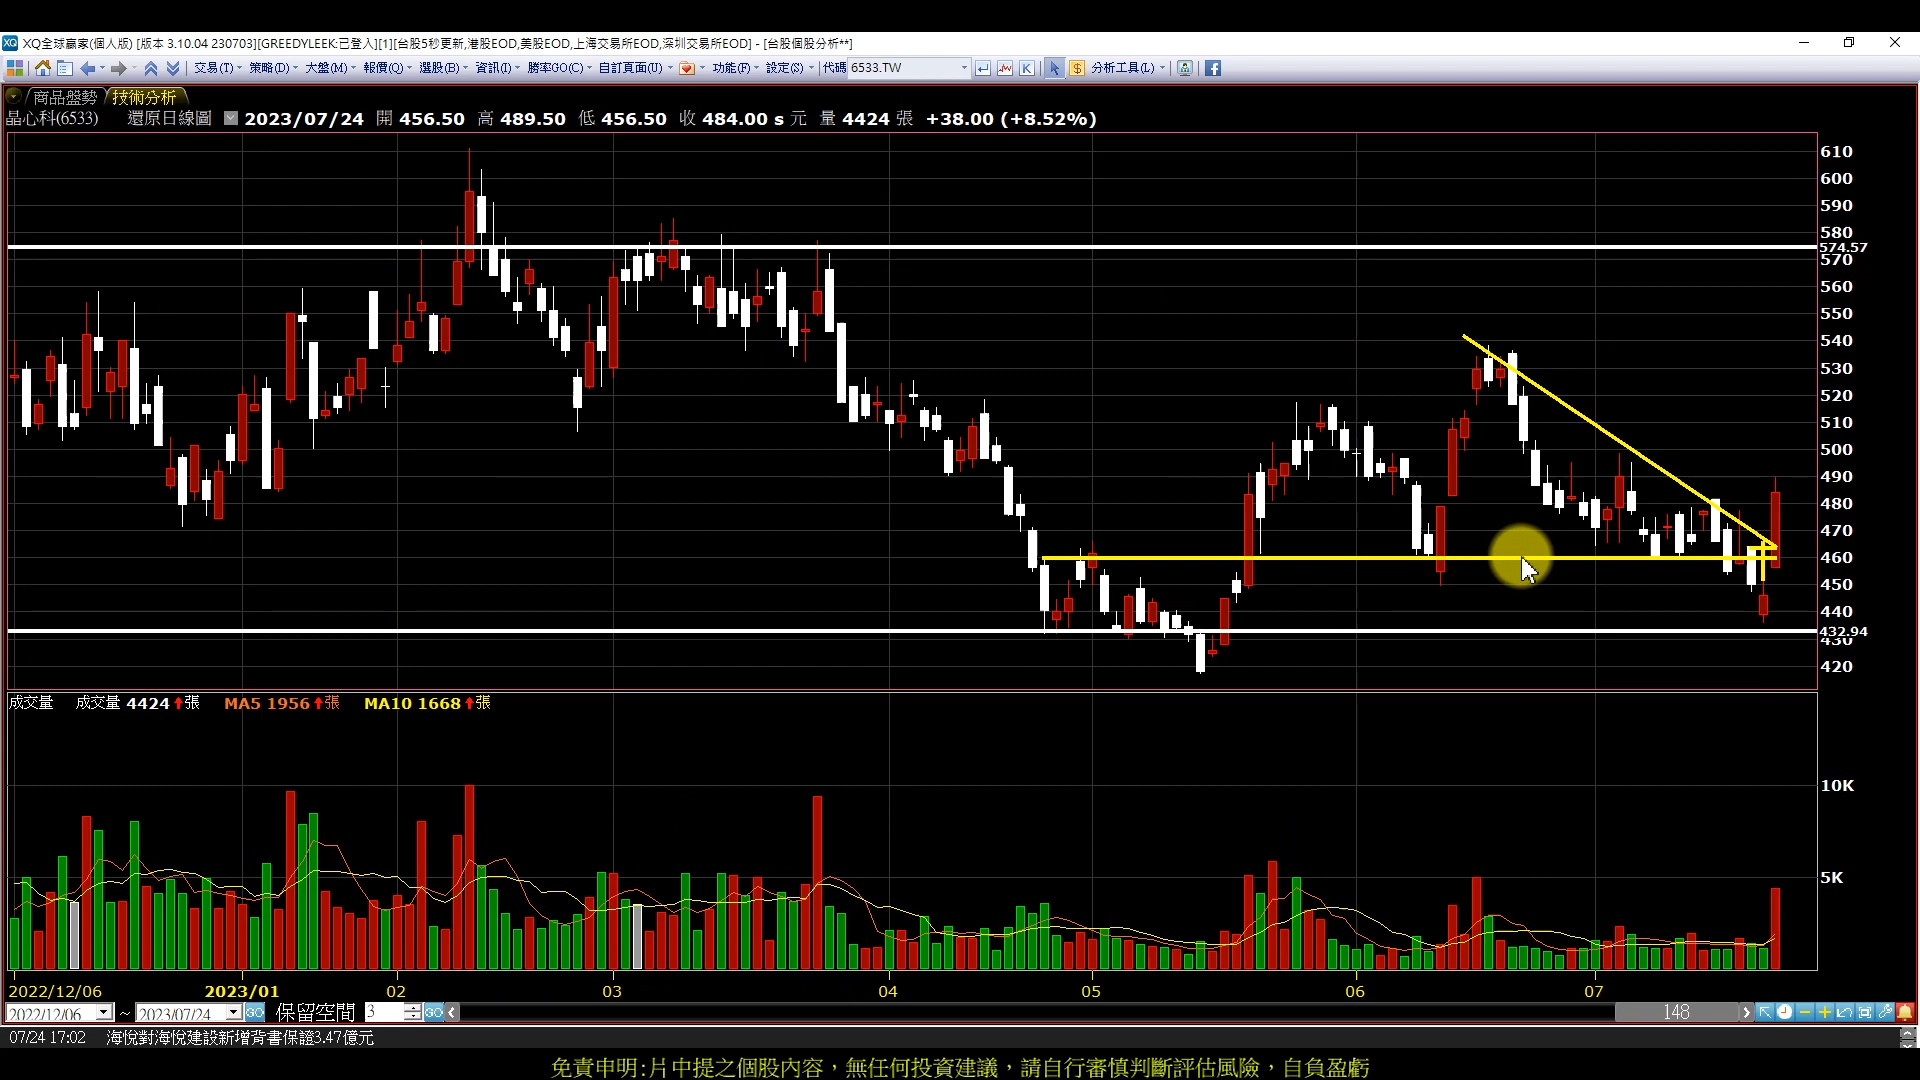 XQ全球贏家(個人版) [版本 3.10.04 230703][GREEDYLEEK:已登入][1][台股5秒更新,港股EOD,美股EOD,上海交易所EOD,深圳交易所EOD] - [台股個股分析**]
交易(T) 策略(D) 大盤(M) 報價(Q) 選股(B) 資訊(I) 勝率GO(C) 自訂頁面(U) 功能(F) 設定(S) 代碼 6533.TW K $ 分析工具(L)
商品盤勢 技術分析
晶心科(6533) 還原日線圖 2023/07/24 開 456.50 高 489.50 低 456.50 收 484.00 s 元 量 4424 張 +38.00 (+8.52%)
610
600
590
580
574.57
570
560
550
540
530
520
510
500
490
480
470
460
450
440
432.94
430
420
成交量 成交量 4424 張 MA5 1956 張 MA10 1668 張
10K
5K
2022/12/06 2023/01 02 03 04 05 06 07
2022/12/06 ~ 2023/07/24 GO 保留空間 3 GO 148
07/24 17:02 海悅對海悅建設新增背書保證3.47億元
免責申明:片中提之個股內容，無任何投資建議，請自行審慎判斷評估風險，自負盈虧